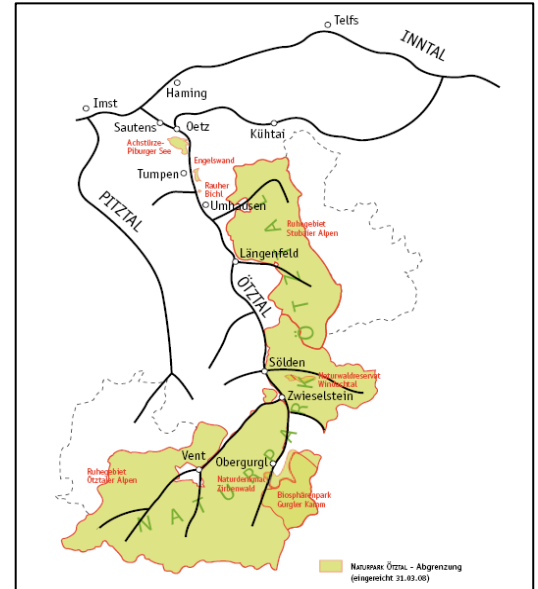 Telfs
INNTAL
Haming
Imst
Sautens
Oetz
Kühtai
Achstürze-
Piburger See
Engelswand
Tumpen
Rauher
Bichl
Umhausen
PITZTAL
Ruhegebiet
Stubaier Alpen
Längenfeld
ÖTZTAL
NATURPARK ÖTZTAL
Sölden
Naturwaldreservat
Windachtal
Zwieselstein
Vent
Obergurgl
Ruhegebiet
Ötztaler Alpen
Naturdenkmal
Zirbenwald
Biosphärenpark
Gurgler Kamm
NATURPARK ÖTZTAL - Abgrenzung
(eingereicht 31.03.08)